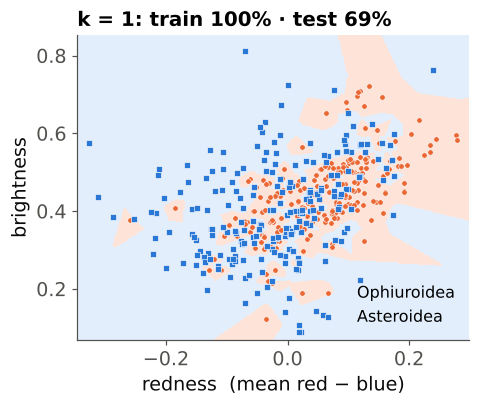 k = 1: train 100% · test 69%
0.8
0.6
0.4
0.2
brightness
Ophiuroidea
Asteroidea
−0.2
0.0
0.2
redness (mean red − blue)